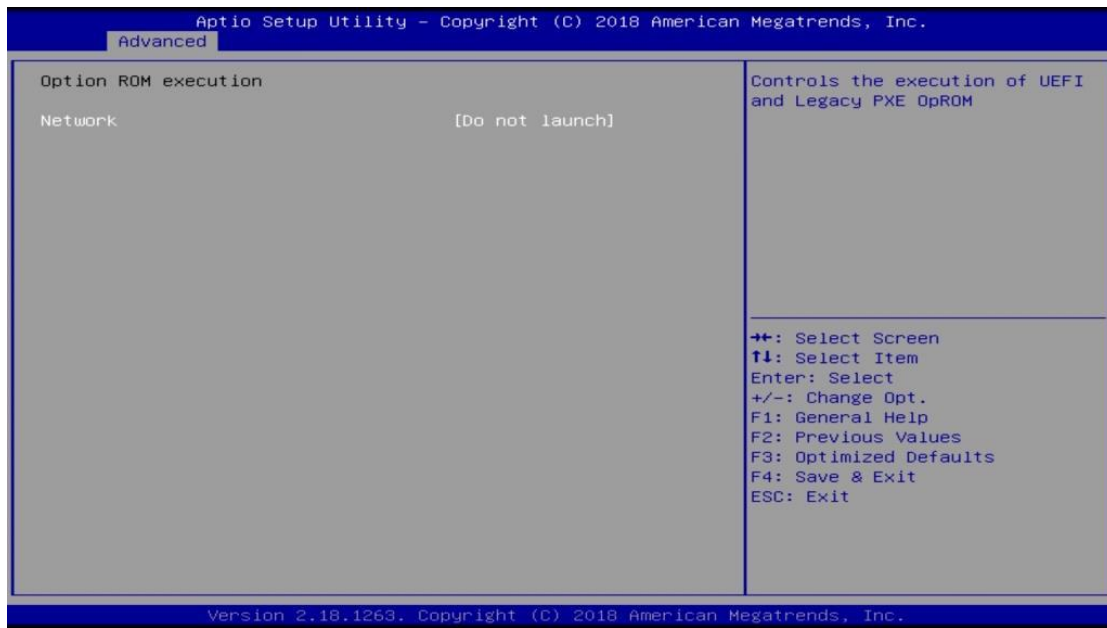 Aptio Setup Utility – Copyright (C) 2018 American Megatrends, Inc.
Advanced
Option ROM execution
Network [Do not launch]
Controls the execution of UEFI
and Legacy PXE OpROM
→←: Select Screen
↑↓: Select Item
Enter: Select
+/-: Change Opt.
F1: General Help
F2: Previous Values
F3: Optimized Defaults
F4: Save & Exit
ESC: Exit
Version 2.18.1263. Copyright (C) 2018 American Megatrends, Inc.